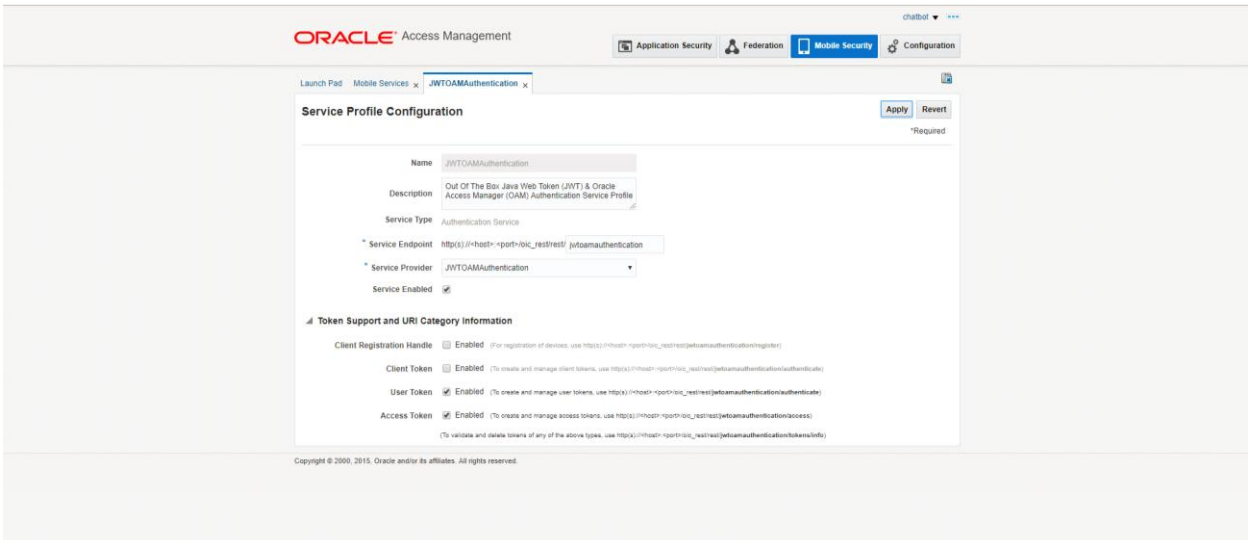 chatbot
ORACLE® Access Management
Application Security Federation Mobile Security Configuration
Launch Pad Mobile Services x JWTOAMAuthentication x
Service Profile Configuration Apply Revert
*Required
Name JWTOAMAuthentication
Description Out Of The Box Java Web Token (JWT) & Oracle
Access Manager (OAM) Authentication Service Profile
Service Type Authentication Service
* Service Endpoint http(s)://<host>:<port>/oic_rest/rest/ jwtoamauthentication
* Service Provider JWTOAMAuthentication
Service Enabled
Token Support and URI Category Information
Client Registration Handle Enabled (For registration of devices, use http(s)://<host>:<port>/oic_rest/rest/jwtoamauthentication/register)
Client Token Enabled (To create and manage client tokens, use http(s)://<host>:<port>/oic_rest/rest/jwtoamauthentication/authenticate)
User Token Enabled (To create and manage user tokens, use http(s)://<host>:<port>/oic_rest/rest/jwtoamauthentication/authenticate)
Access Token Enabled (To create and manage access tokens, use http(s)://<host>:<port>/oic_rest/rest/jwtoamauthentication/access)
(To validate and delete tokens of any of the above types, use http(s)://<host>:<port>/oic_rest/rest/jwtoamauthentication/tokens/info)
Copyright © 2000, 2015, Oracle and/or its affiliates. All rights reserved.